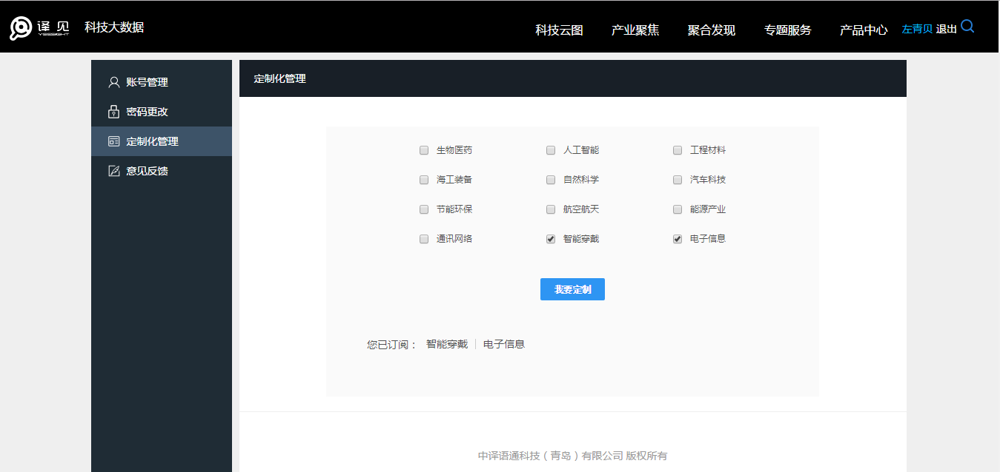 译见 科技大数据 科技云图 产业聚焦 聚合发现 专题服务 产品中心 左青贝 退出
账号管理
密码更改
定制化管理
意见反馈
定制化管理
生物医药 人工智能 工程材料
海工装备 自然科学 汽车科技
节能环保 航空航天 能源产业
通讯网络 智能穿戴 电子信息
我要定制
您已订阅： 智能穿戴 电子信息
中译语通科技（青岛）有限公司 版权所有